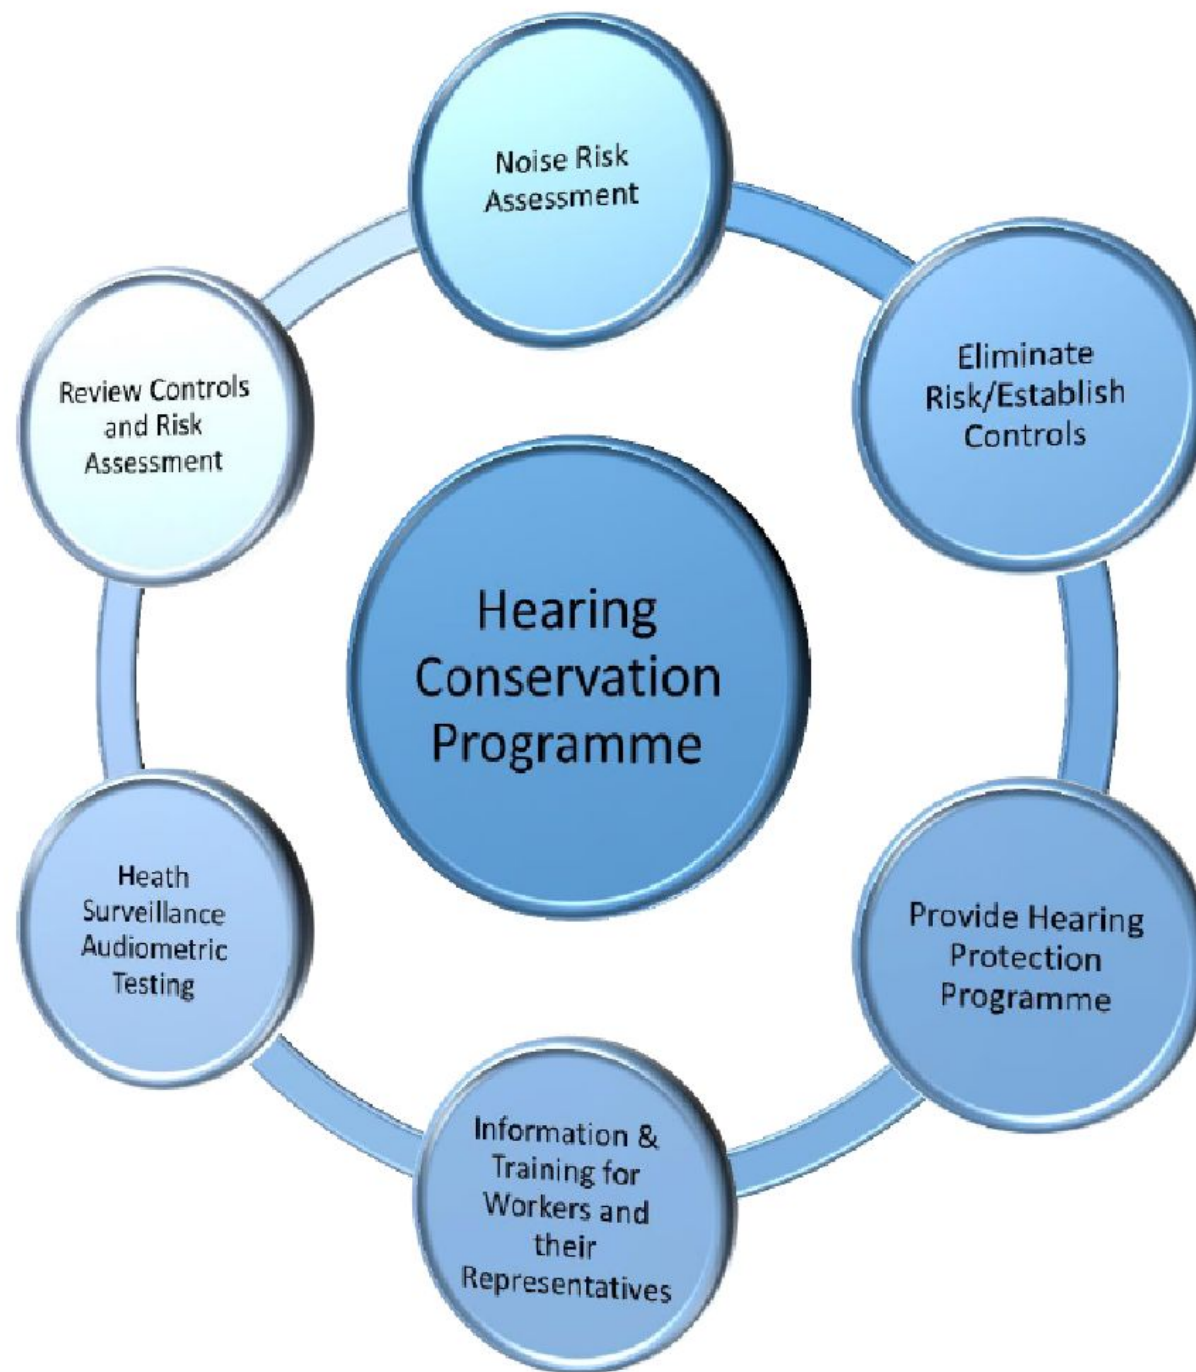 Noise Risk
Assessment
Eliminate
Risk/Establish
Controls
Provide Hearing
Protection
Programme
Information &
Training for
Workers and
their
Representatives
Heath
Surveillance
Audiometric
Testing
Review Controls
and Risk
Assessment
Hearing
Conservation
Programme